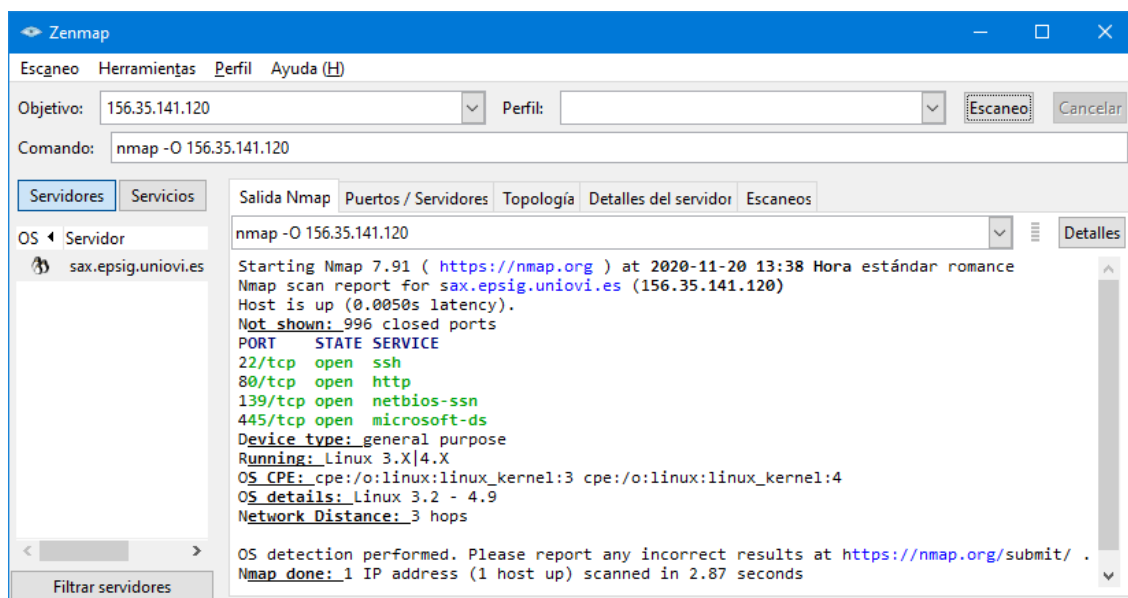 Zenmap
Escaneo Herramientas Perfil Ayuda (H)
Objetivo: 156.35.141.120 Perfil: Escaneo Cancelar
Comando: nmap -O 156.35.141.120
Servidores Servicios Salida Nmap Puertos / Servidores Topología Detalles del servidor Escaneos
nmap -O 156.35.141.120 Detalles
OS Servidor
sax.epsig.uniovi.es
Starting Nmap 7.91 ( https://nmap.org ) at 2020-11-20 13:38 Hora estándar romance
Nmap scan report for sax.epsig.uniovi.es (156.35.141.120)
Host is up (0.0050s latency).
Not shown: 996 closed ports
PORT STATE SERVICE
22/tcp open ssh
80/tcp open http
139/tcp open netbios-ssn
445/tcp open microsoft-ds
Device type: general purpose
Running: Linux 3.X|4.X
OS CPE: cpe:/o:linux:linux_kernel:3 cpe:/o:linux:linux_kernel:4
OS details: Linux 3.2 - 4.9
Network Distance: 3 hops
OS detection performed. Please report any incorrect results at https://nmap.org/submit/ .
Nmap done: 1 IP address (1 host up) scanned in 2.87 seconds
Filtrar servidores